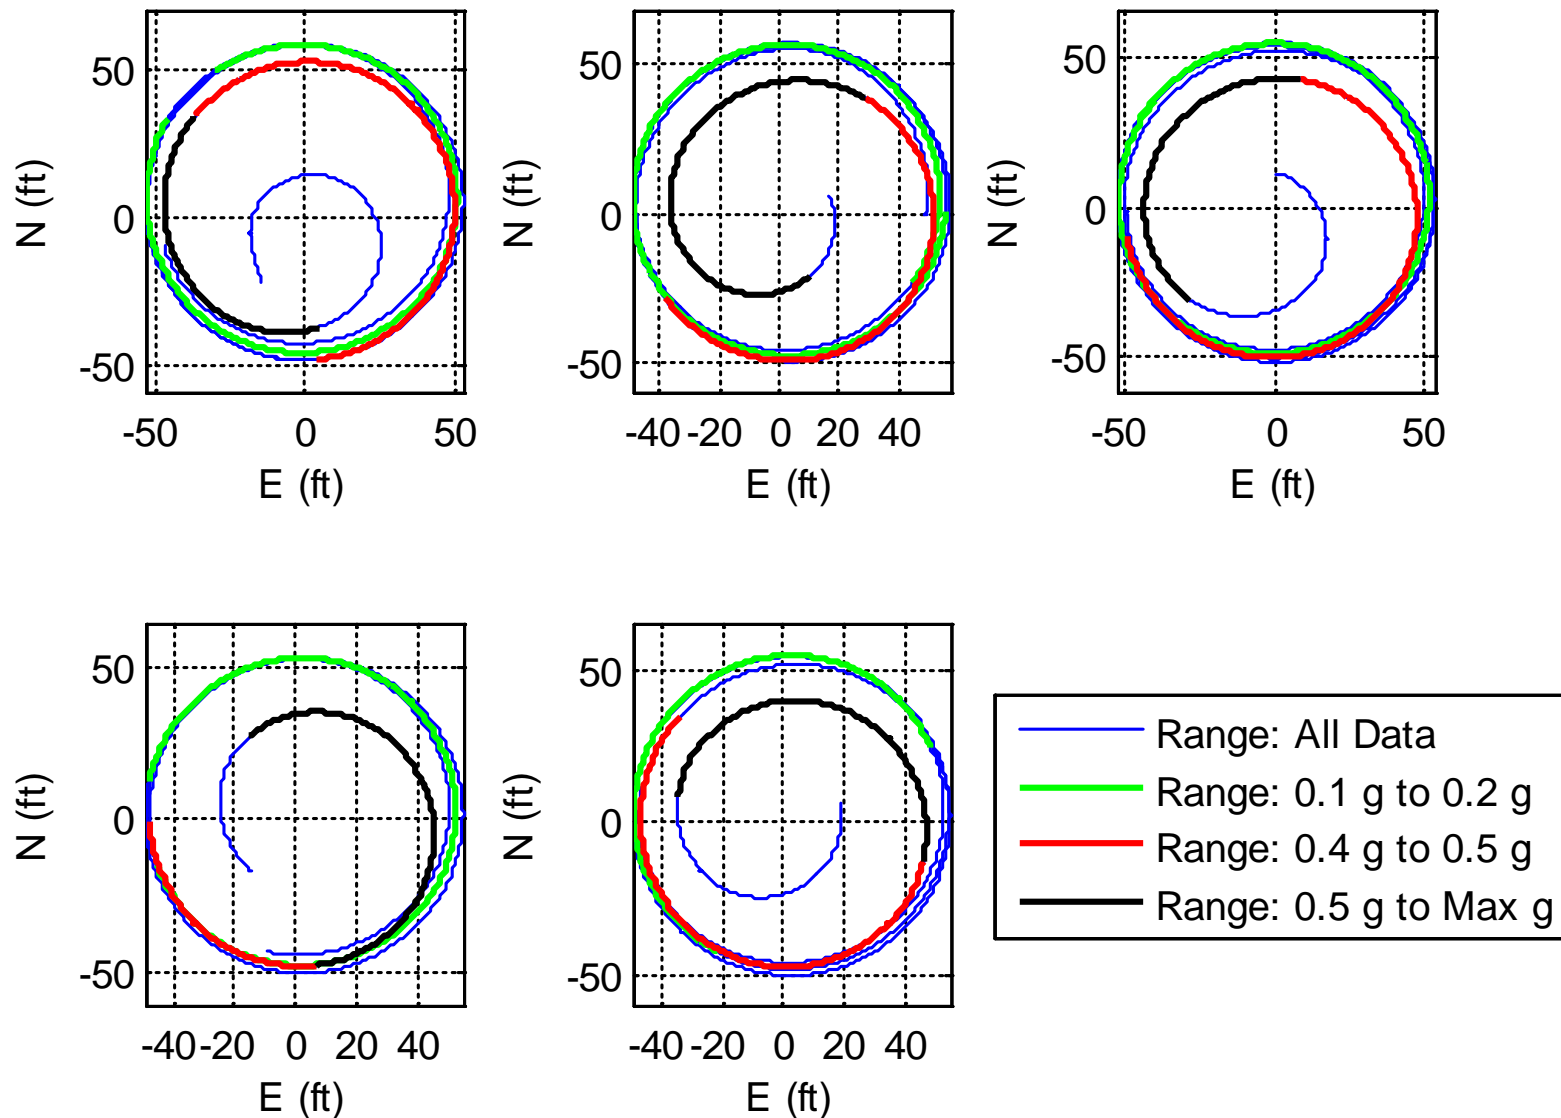 50
0
-50
N (ft)
-50 0 50
E (ft)
50
0
-50
N (ft)
-40 -20 0 20 40
E (ft)
50
0
-50
N (ft)
-50 0 50
E (ft)
50
0
-50
N (ft)
-40 -20 0 20 40
E (ft)
50
0
-50
N (ft)
-40 -20 0 20 40
E (ft)
Range: All Data
Range: 0.1 g to 0.2 g
Range: 0.4 g to 0.5 g
Range: 0.5 g to Max g